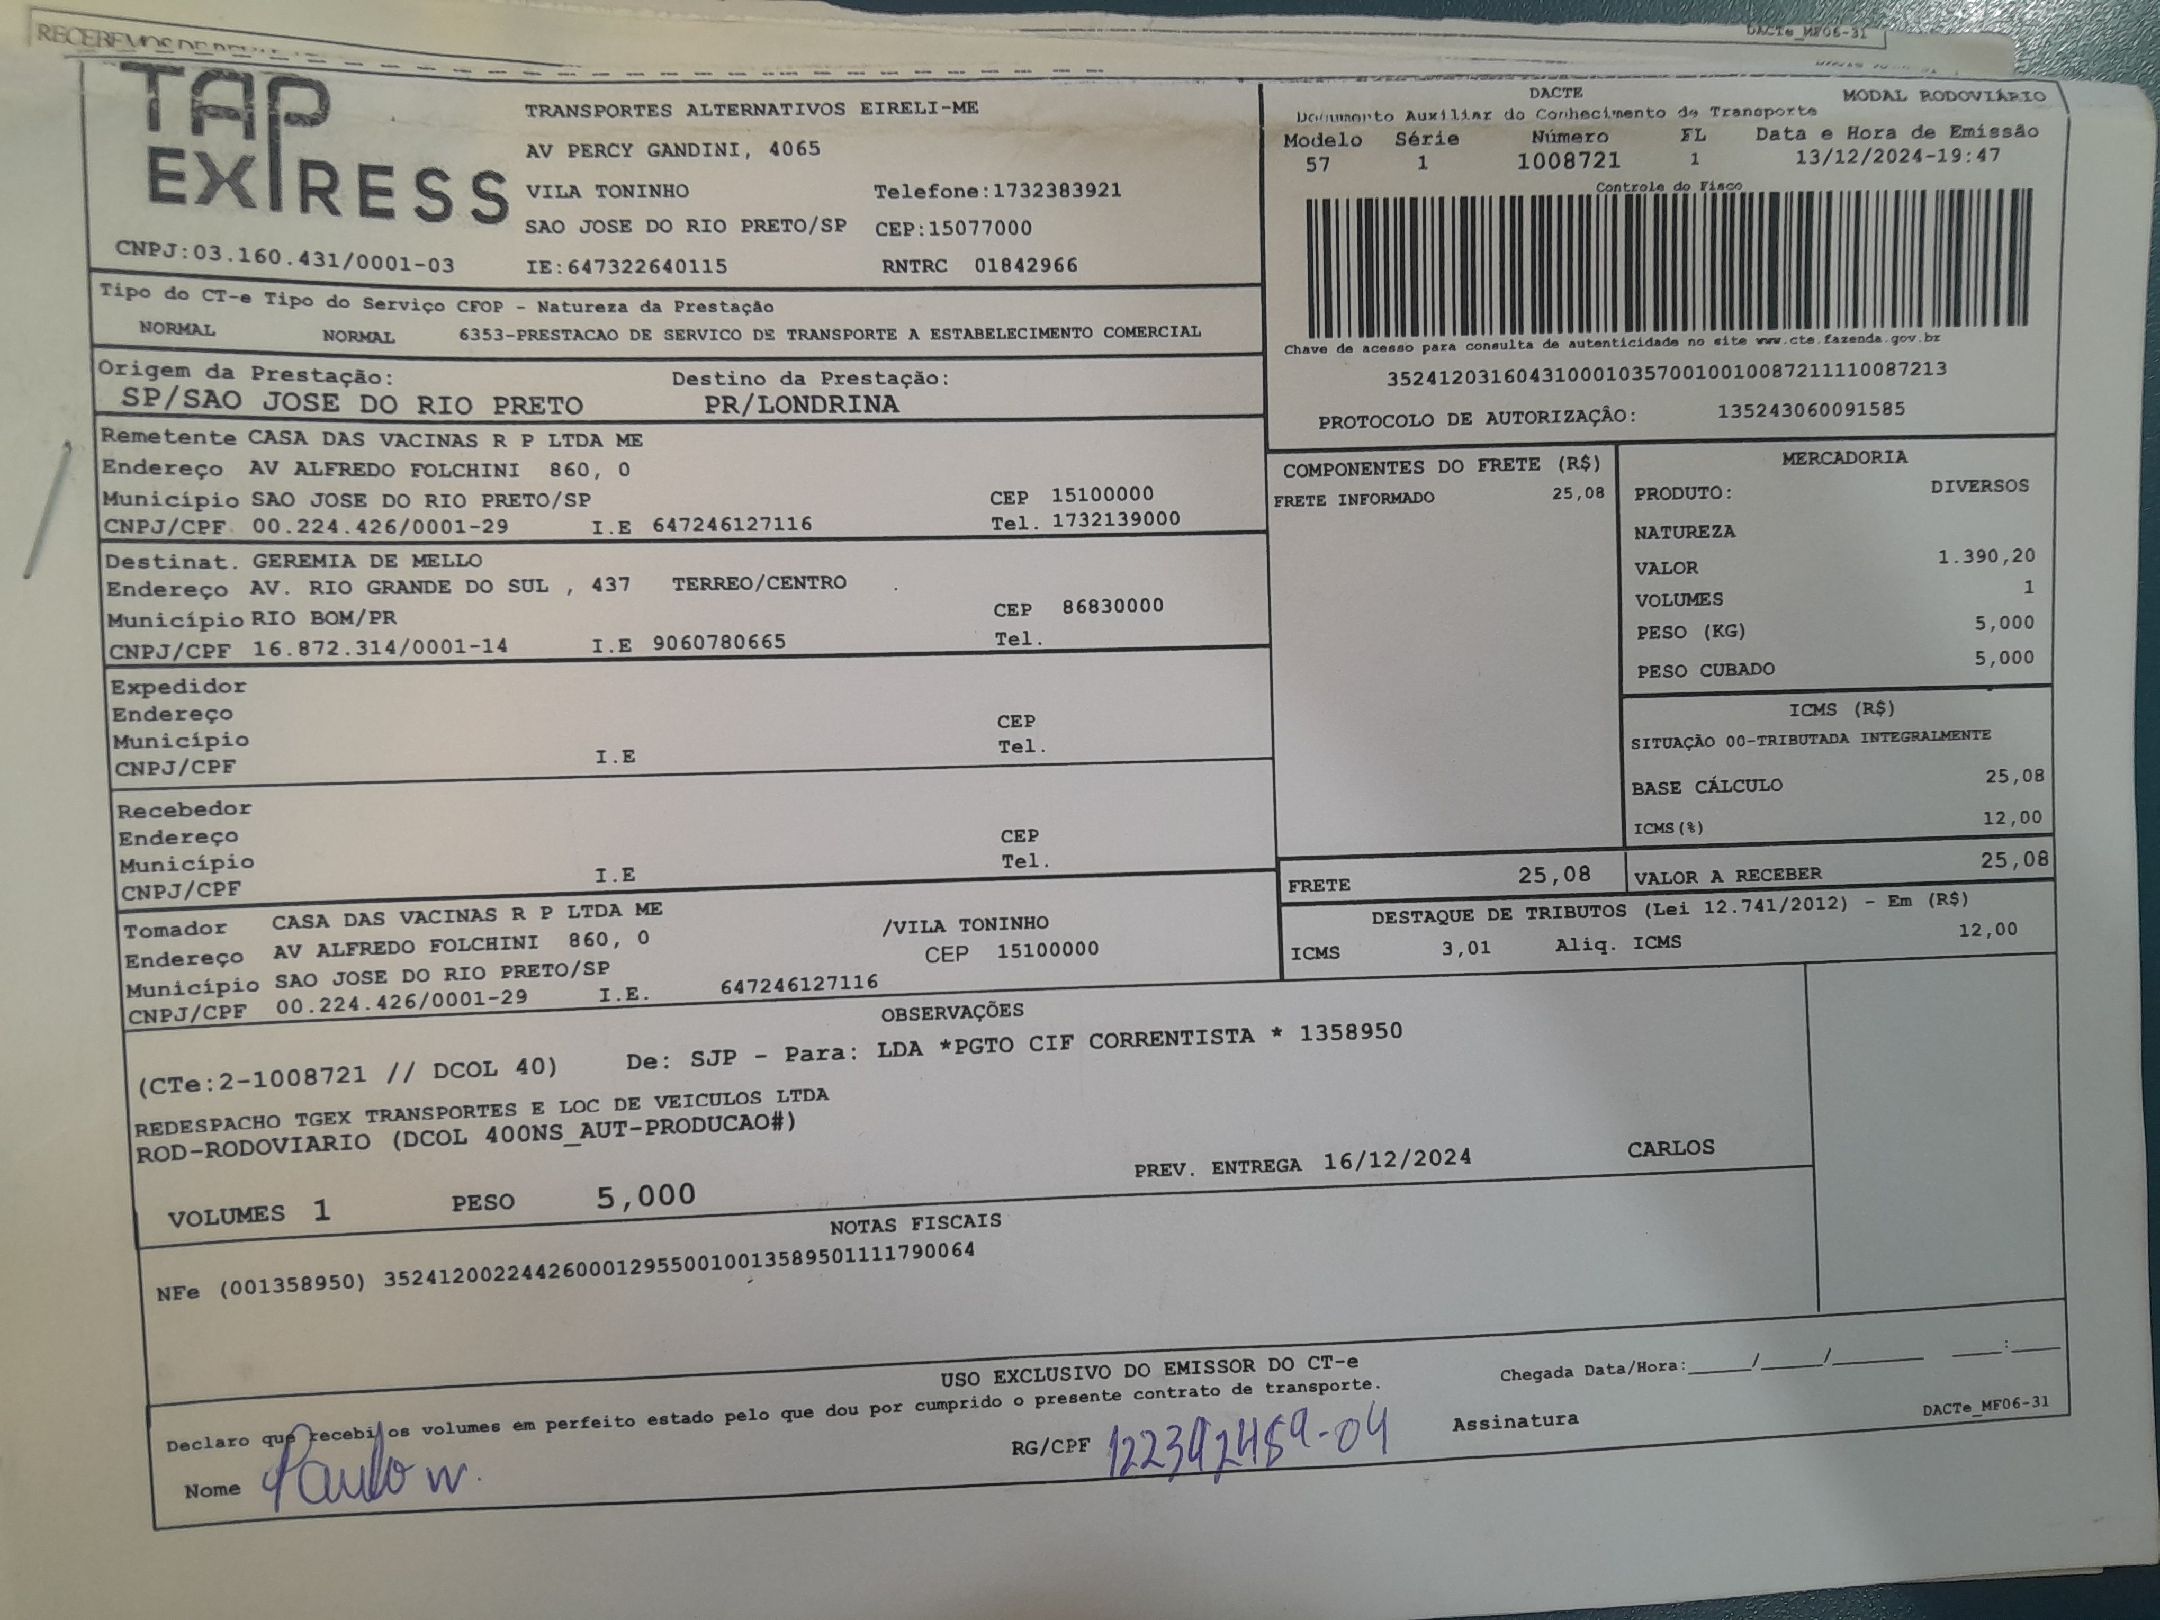 RECEBEMOS DE
DACTe_MF06-31
TAP
EXPRESS
CNPJ:03.160.431/0001-03
TRANSPORTES ALTERNATIVOS EIRELI-ME
AV PERCY GANDINI, 4065
VILA TONINHO Telefone:1732383921
SAO JOSE DO RIO PRETO/SP CEP:15077000
IE:647322640115 RNTRC 01842966
DACTE MODAL RODOVIÁRIO
Documento Auxiliar do Conhecimento de Transporte
Modelo Série Número FL Data e Hora de Emissão
57 1 1008721 1 13/12/2024-19:47
Controle do Fisco
Chave de acesso para consulta de autenticidade no site www.cte.fazenda.gov.br
35241203160431000103570010010087211110087213
PROTOCOLO DE AUTORIZAÇÃO: 135243060091585
Tipo do CT-e Tipo do Serviço CFOP - Natureza da Prestação
NORMAL NORMAL 6353-PRESTACAO DE SERVICO DE TRANSPORTE A ESTABELECIMENTO COMERCIAL
Origem da Prestação: Destino da Prestação:
SP/SAO JOSE DO RIO PRETO PR/LONDRINA
Remetente CASA DAS VACINAS R P LTDA ME
Endereço AV ALFREDO FOLCHINI 860, 0
Município SAO JOSE DO RIO PRETO/SP CEP 15100000
CNPJ/CPF 00.224.426/0001-29 I.E 647246127116 Tel. 1732139000
Destinat. GEREMIA DE MELLO
Endereço AV. RIO GRANDE DO SUL , 437 TERREO/CENTRO
Município RIO BOM/PR CEP 86830000
CNPJ/CPF 16.872.314/0001-14 I.E 9060780665 Tel.
Expedidor
Endereço
Município CEP
CNPJ/CPF I.E Tel.
Recebedor
Endereço CEP
Município Tel.
CNPJ/CPF I.E
Tomador CASA DAS VACINAS R P LTDA ME
Endereço AV ALFREDO FOLCHINI 860, 0 /VILA TONINHO
Município SAO JOSE DO RIO PRETO/SP CEP 15100000
CNPJ/CPF 00.224.426/0001-29 I.E. 647246127116
COMPONENTES DO FRETE (R$)
FRETE INFORMADO 25,08
MERCADORIA
PRODUTO: DIVERSOS
NATUREZA
VALOR 1.390,20
VOLUMES 1
PESO (KG) 5,000
PESO CUBADO 5,000
ICMS (R$)
SITUAÇÃO 00-TRIBUTADA INTEGRALMENTE
BASE CÁLCULO 25,08
ICMS(%) 12,00
FRETE 25,08 VALOR A RECEBER 25,08
DESTAQUE DE TRIBUTOS (Lei 12.741/2012) - Em (R$)
ICMS 3,01 Aliq. ICMS 12,00
OBSERVAÇÕES
(CTe:2-1008721 // DCOL 40) De: SJP - Para: LDA *PGTO CIF CORRENTISTA * 1358950
REDESPACHO TGEX TRANSPORTES E LOC DE VEICULOS LTDA
ROD-RODOVIARIO (DCOL 400NS_AUT-PRODUCAO#)
PREV. ENTREGA 16/12/2024 CARLOS
VOLUMES 1 PESO 5,000
NOTAS FISCAIS
NFe (001358950) 35241200224426000129550010013589501111790064
USO EXCLUSIVO DO EMISSOR DO CT-e
Declaro que recebi os volumes em perfeito estado pelo que dou por cumprido o presente contrato de transporte.
Chegada Data/Hora:____/____/______ ____:____
Nome Paulo w. RG/CPF 122392489-04 Assinatura
DACTe_MF06-31